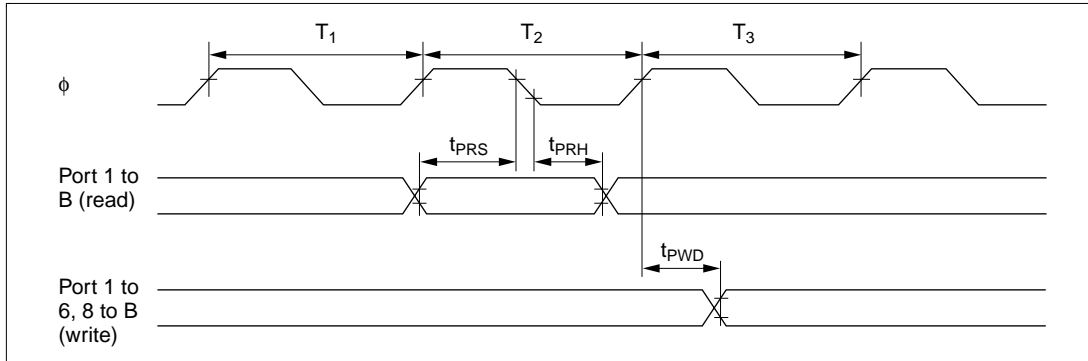 T1 T2 T3
ϕ
tPRS tPRH
Port 1 to
B (read)
tPWD
Port 1 to
6, 8 to B
(write)